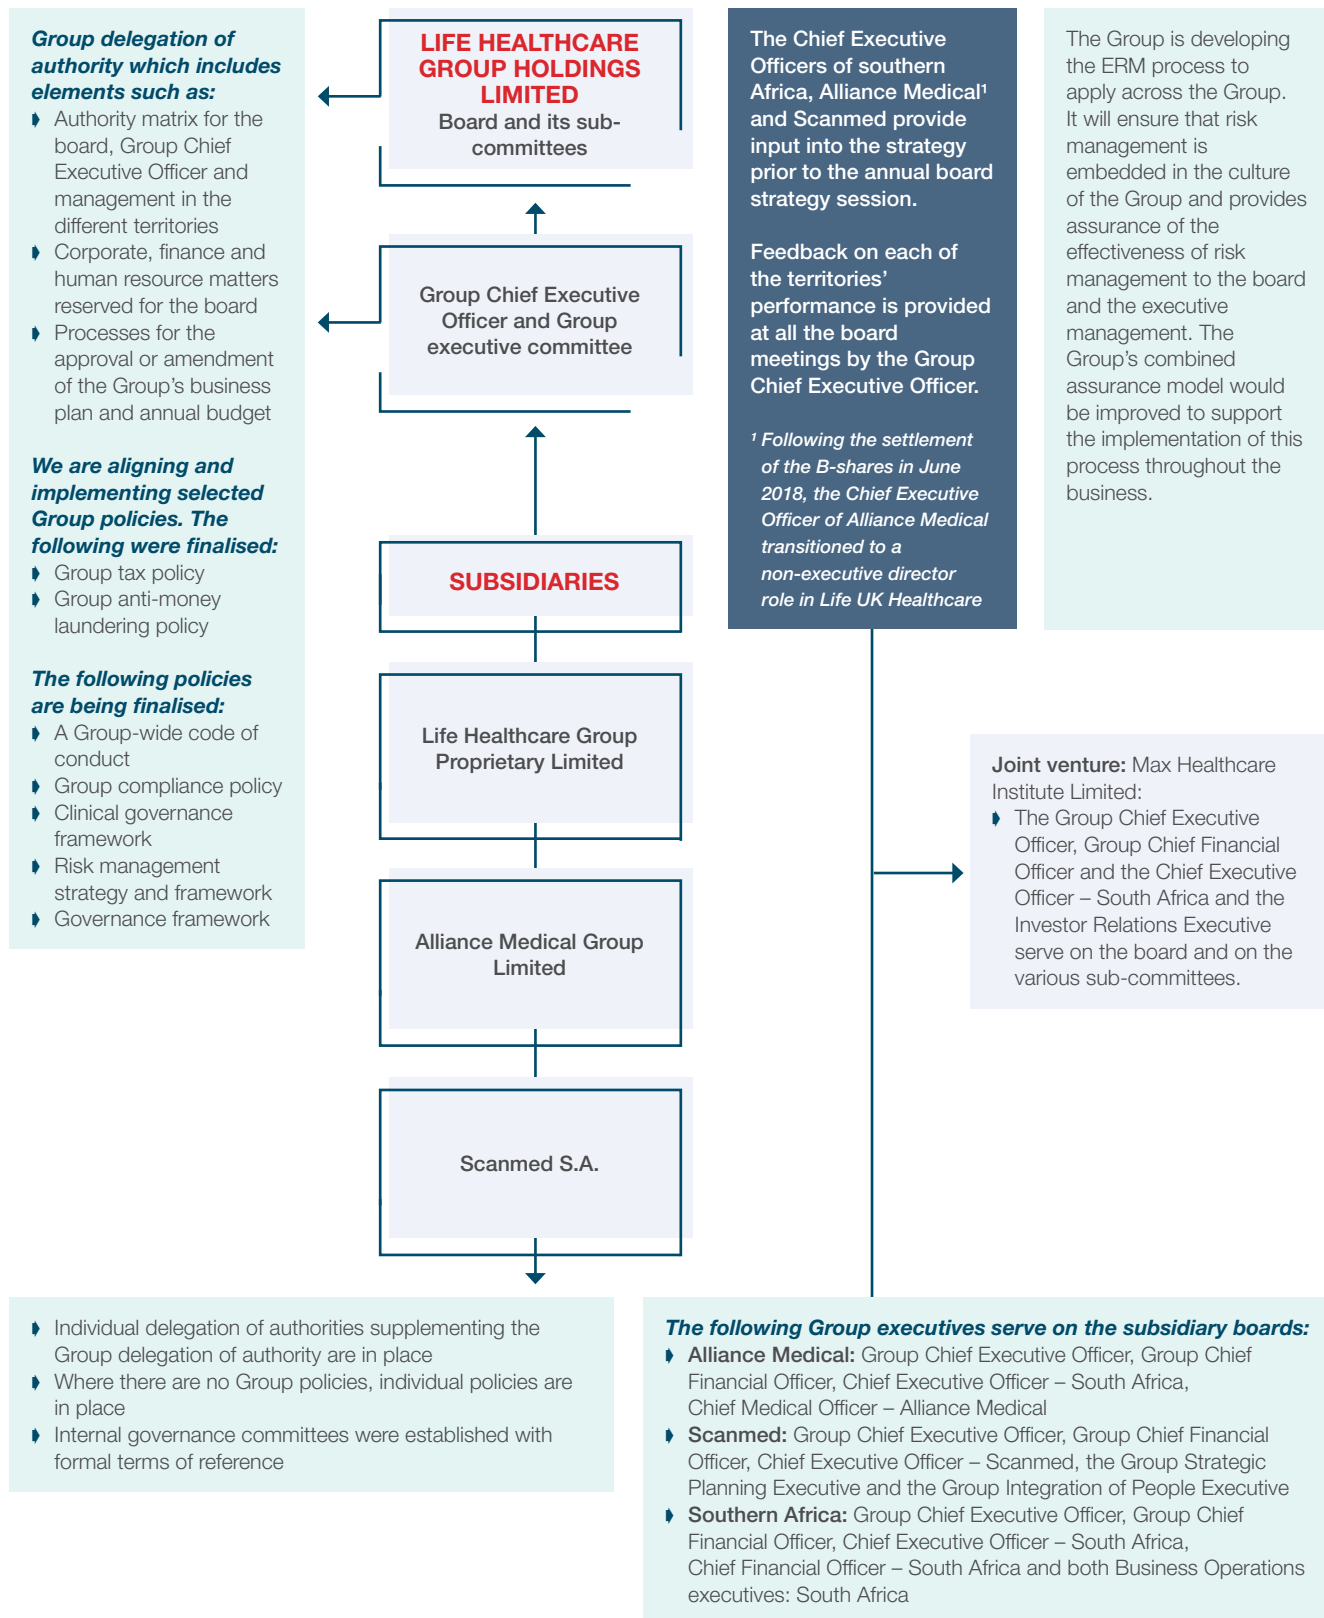 Group delegation of
authority which includes
elements such as:
Authority matrix for the
board, Group Chief
Executive Officer and
management in the
different territories
Corporate, finance and
human resource matters
reserved for the board
Processes for the
approval or amendment
of the Group's business
plan and annual budget
We are aligning and
implementing selected
Group policies. The
following were finalised:
Group tax policy
Group anti-money
laundering policy
The following policies
are being finalised:
A Group-wide code of
conduct
Group compliance policy
Clinical governance
framework
Risk management
strategy and framework
Governance framework
LIFE HEALTHCARE
GROUP HOLDINGS
LIMITED
Board and its sub-
committees
Group Chief Executive
Officer and Group
executive committee
SUBSIDIARIES
Life Healthcare Group
Proprietary Limited
Alliance Medical Group
Limited
Scanmed S.A.
The Chief Executive
Officers of southern
Africa, Alliance Medical¹
and Scanmed provide
input into the strategy
prior to the annual board
strategy session.
Feedback on each of
the territories'
performance is provided
at all the board
meetings by the Group
Chief Executive Officer.
¹ Following the settlement
of the B-shares in June
2018, the Chief Executive
Officer of Alliance Medical
transitioned to a
non-executive director
role in Life UK Healthcare
The Group is developing
the ERM process to
apply across the Group.
It will ensure that risk
management is
embedded in the culture
of the Group and provides
assurance of the
effectiveness of risk
management to the board
and the executive
management. The
Group's combined
assurance model would
be improved to support
the implementation of this
process throughout the
business.
Joint venture: Max Healthcare
Institute Limited:
The Group Chief Executive
Officer, Group Chief Financial
Officer and the Chief Executive
Officer – South Africa and the
Investor Relations Executive
serve on the board and on the
various sub-committees.
Individual delegation of authorities supplementing the
Group delegation of authority are in place
Where there are no Group policies, individual policies are
in place
Internal governance committees were established with
formal terms of reference
The following Group executives serve on the subsidiary boards:
Alliance Medical: Group Chief Executive Officer, Group Chief
Financial Officer, Chief Executive Officer – South Africa,
Chief Medical Officer – Alliance Medical
Scanmed: Group Chief Executive Officer, Group Chief Financial
Officer, Chief Executive Officer – Scanmed, the Group Strategic
Planning Executive and the Group Integration of People Executive
Southern Africa: Group Chief Executive Officer, Group Chief
Financial Officer, Chief Executive Officer – South Africa,
Chief Financial Officer – South Africa and both Business Operations
executives: South Africa